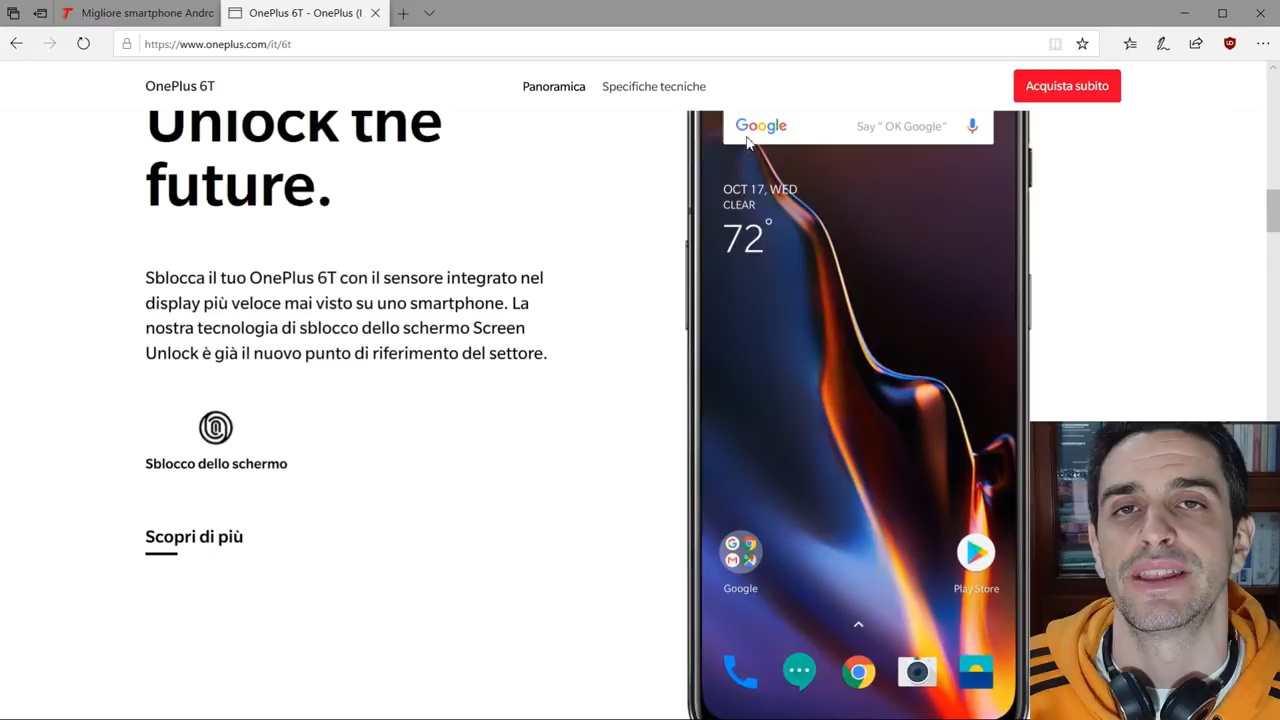 Migliore smartphone Andro
OnePlus 6T - OnePlus (I
https://www.oneplus.com/it/6t
OnePlus 6T
Panoramica
Specifiche tecniche
Acquista subito
Unlock the
future.
Sblocca il tuo OnePlus 6T con il sensore integrato nel
display più veloce mai visto su uno smartphone. La
nostra tecnologia di sblocco dello schermo Screen
Unlock è già il nuovo punto di riferimento del settore.
Sblocco dello schermo
Scopri di più
Google
Say " OK Google"
OCT 17, WED
CLEAR
72°
Google
Play Store